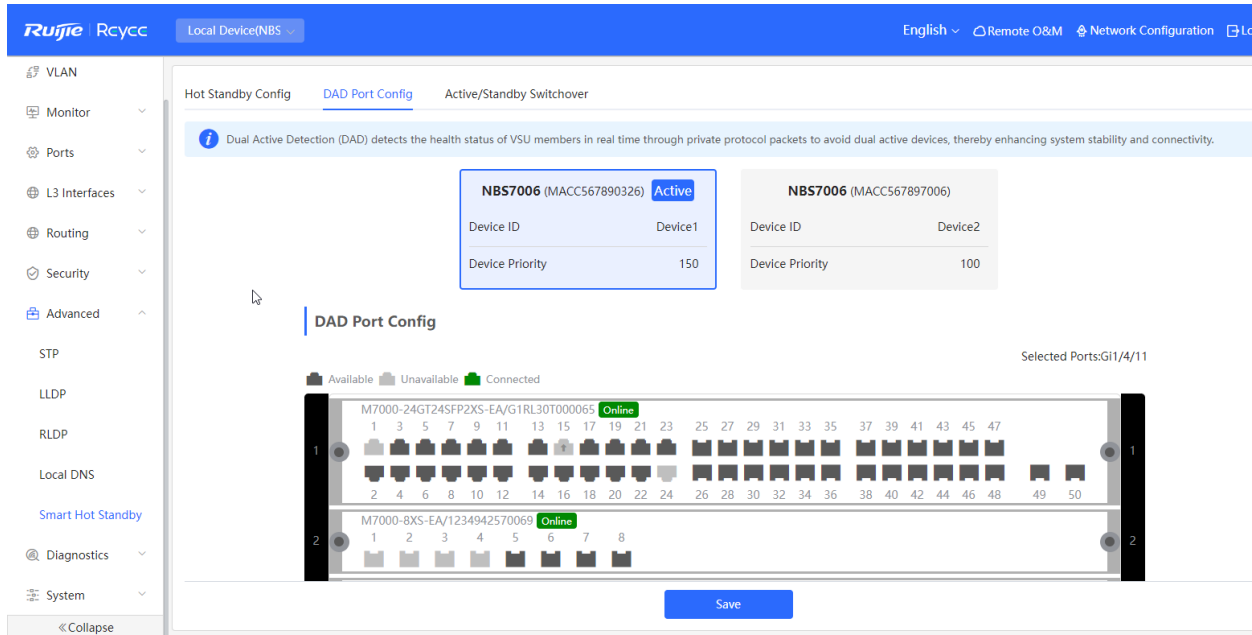 Ruijie Rcycc Local Device(NBS English Remote O&M Network Configuration Lo
VLAN
Monitor
Ports
L3 Interfaces
Routing
Security
Advanced
STP
LLDP
RLDP
Local DNS
Smart Hot Standby
Diagnostics
System
«Collapse
Hot Standby Config DAD Port Config Active/Standby Switchover
Dual Active Detection (DAD) detects the health status of VSU members in real time through private protocol packets to avoid dual active devices, thereby enhancing system stability and connectivity.
NBS7006 (MACC567890326) Active
Device ID Device1
Device Priority 150
NBS7006 (MACC567897006)
Device ID Device2
Device Priority 100
DAD Port Config
Selected Ports:Gi1/4/11
Available Unavailable Connected
M7000-24GT24SFP2XS-EA/G1RL30T000065 Online
1 3 5 7 9 11 13 15 17 19 21 23 25 27 29 31 33 35 37 39 41 43 45 47
1 1
2 4 6 8 10 12 14 16 18 20 22 24 26 28 30 32 34 36 38 40 42 44 46 48 49 50
M7000-8XS-EA/1234942570069 Online
1 2 3 4 5 6 7 8
2 2
Save